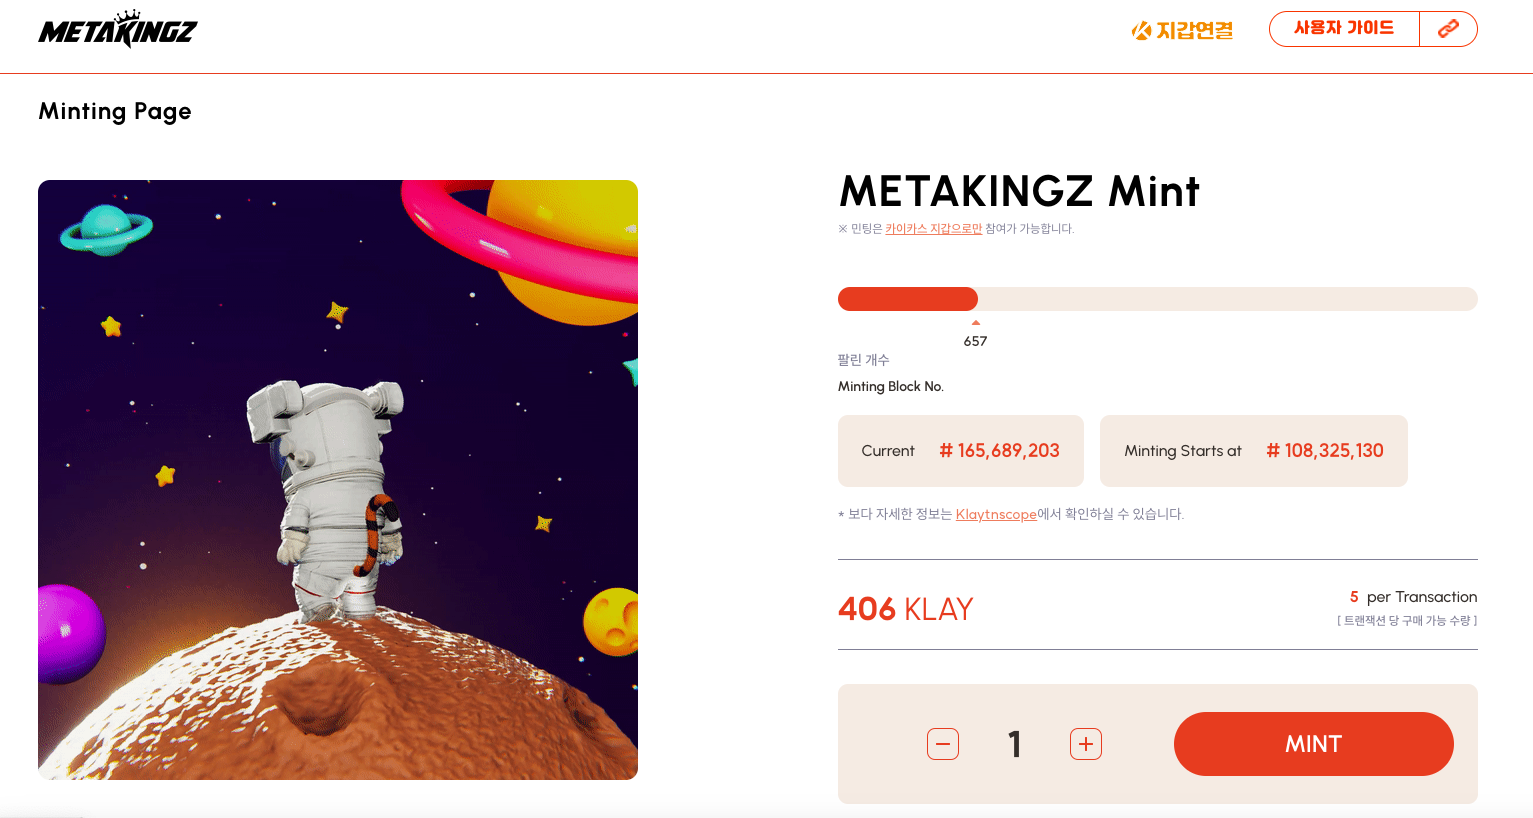 METAKINGZ
지갑연결
사용자 가이드
Minting Page
METAKINGZ Mint
※ 민팅은 카이카스 지갑으로만 참여가 가능합니다.
657
팔린 개수
Minting Block No.
Current # 165,689,203
Minting Starts at # 108,325,130
* 보다 자세한 정보는 Klaytnscope에서 확인하실 수 있습니다.
406 KLAY
5 per Transaction
[ 트랜잭션 당 구매 가능 수량 ]
1
MINT